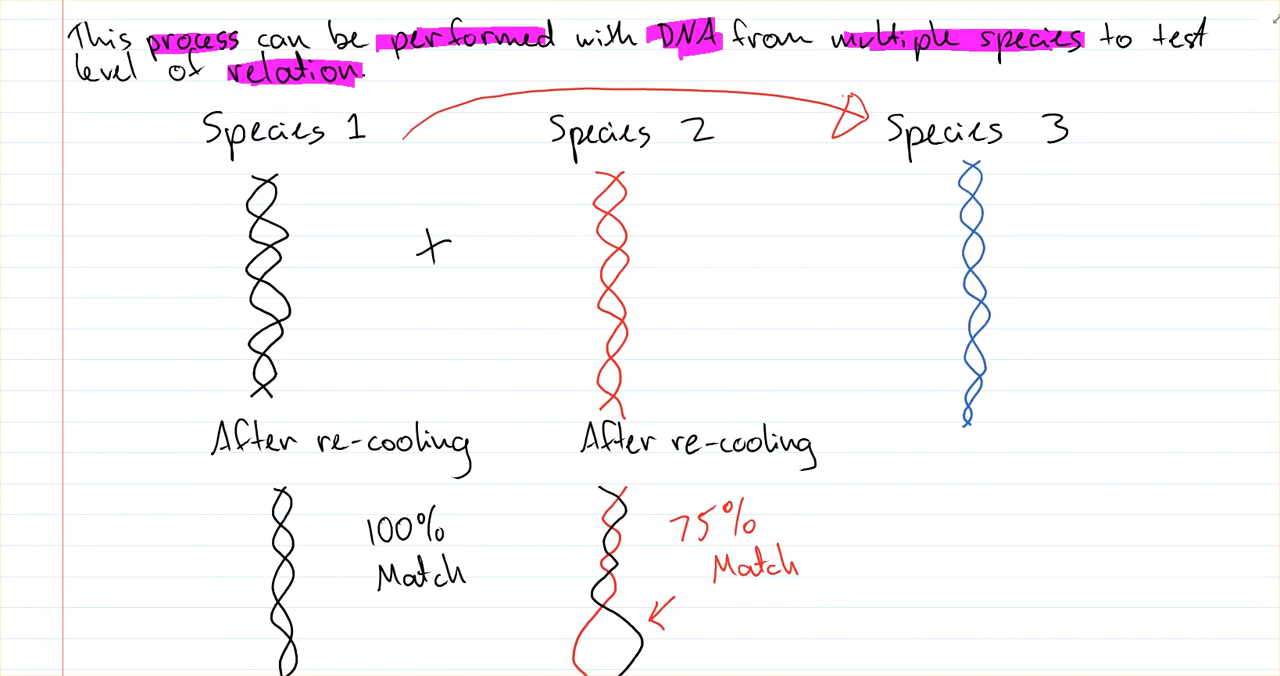 This process can be performed with DNA from multiple species to test
level of relation.
Species 1
Species 2
Species 3
+
After re-cooling
After re-cooling
100%
Match
75%
Match